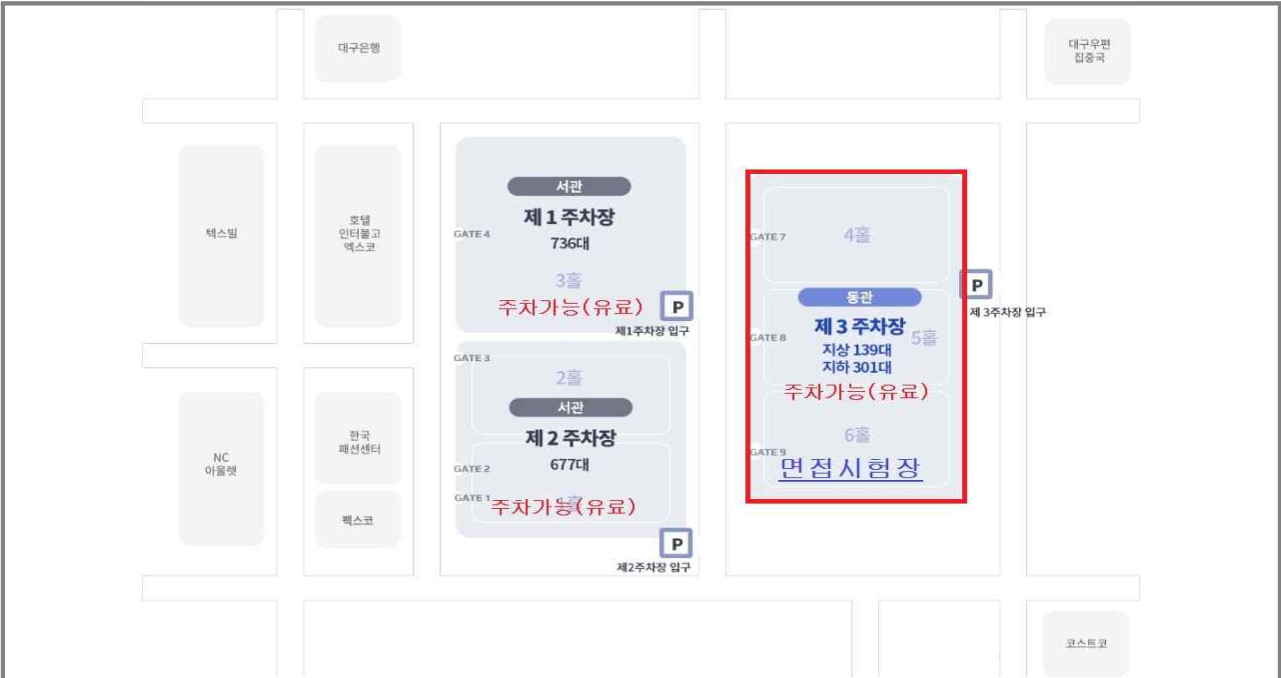 대구은행
대구우편
집중국
텍스빌
호텔
인터불고
엑스코
서관
제 1 주차장
736대
GATE 4
3홀
주차가능(유료)
P
제1주차장 입구
GATE 7
4홀
동관
제 3 주차장
5홀
지상 139대
지하 301대
GATE 8
주차가능(유료)
P
제 3주차장 입구
6홀
GATE 9
면접시험장
GATE 3
2홀
서관
제 2 주차장
677대
GATE 2
GATE 1
주차가능(유료)
P
제2주차장 입구
NC
아울렛
한국
패션센터
펙스코
코스트코